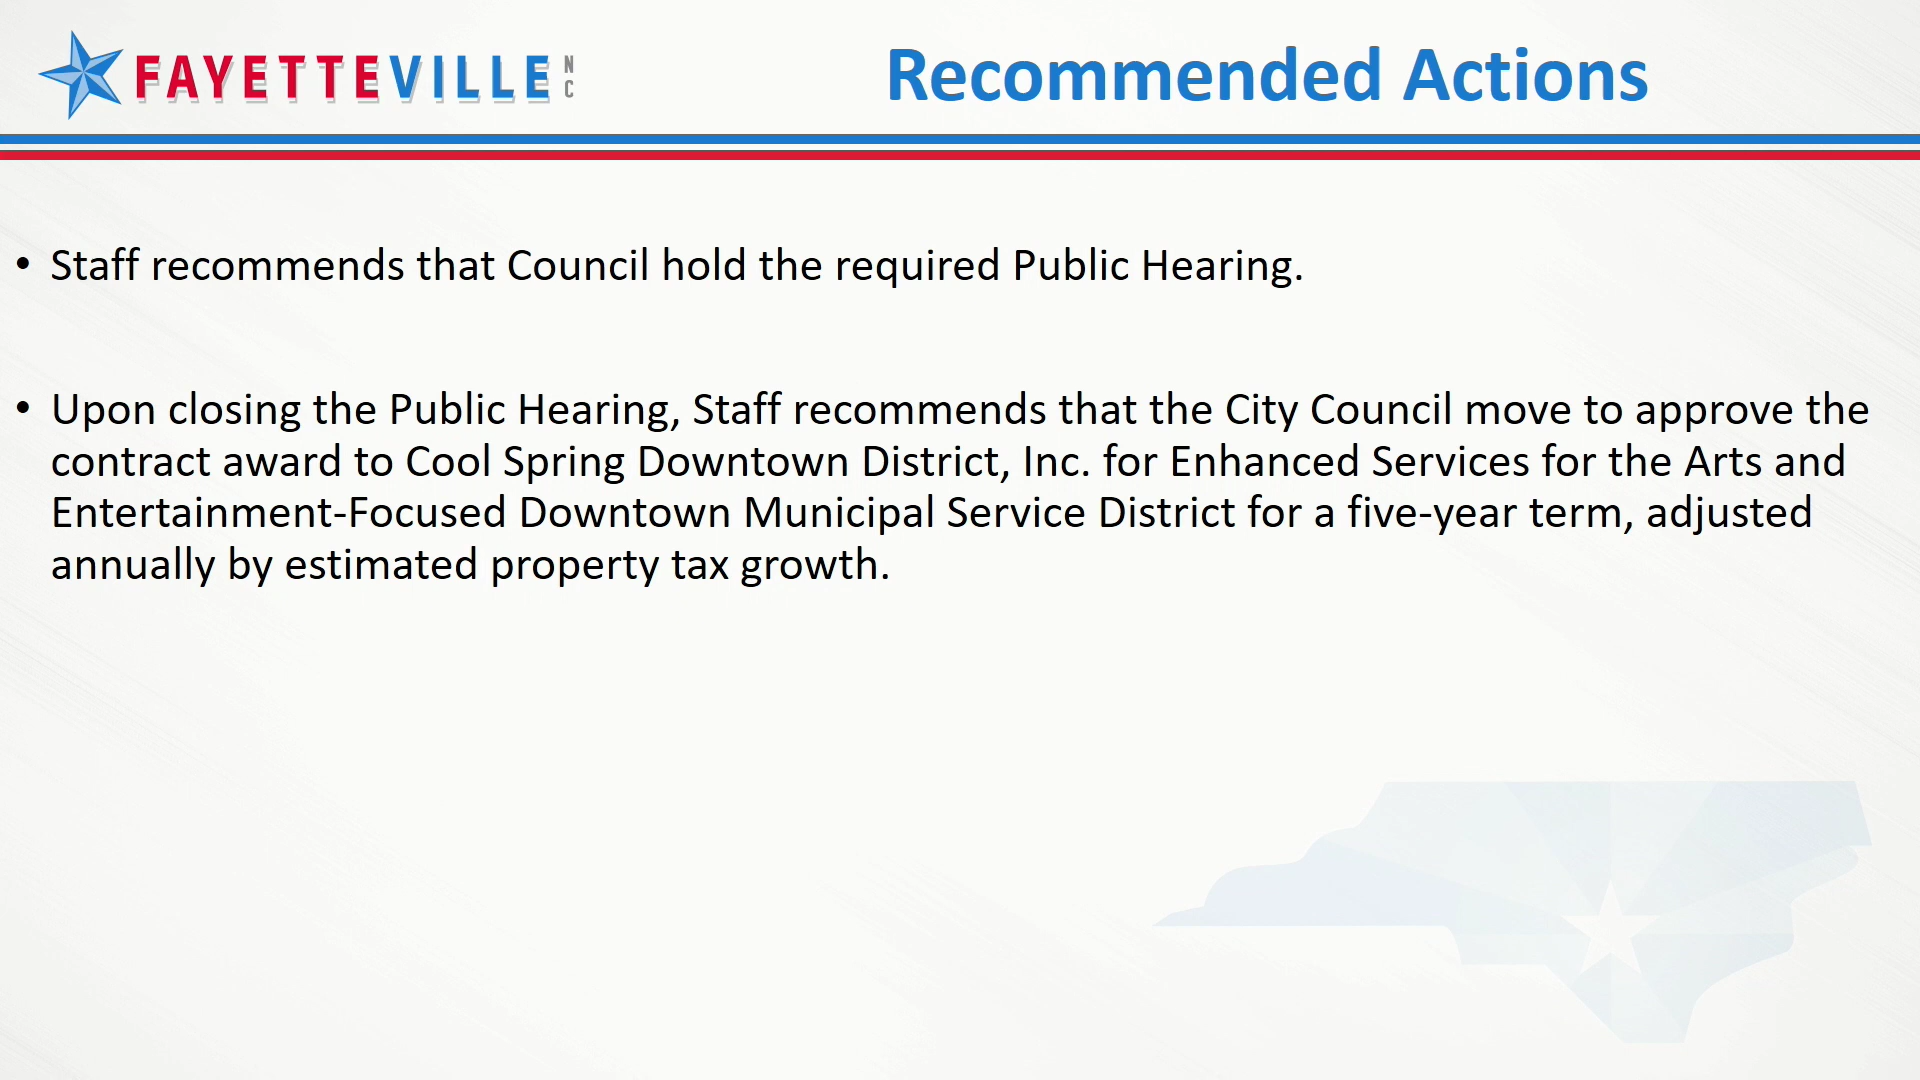 FAYETTEVILLE NC
Recommended Actions
• Staff recommends that Council hold the required Public Hearing.
• Upon closing the Public Hearing, Staff recommends that the City Council move to approve the
contract award to Cool Spring Downtown District, Inc. for Enhanced Services for the Arts and
Entertainment-Focused Downtown Municipal Service District for a five-year term, adjusted
annually by estimated property tax growth.